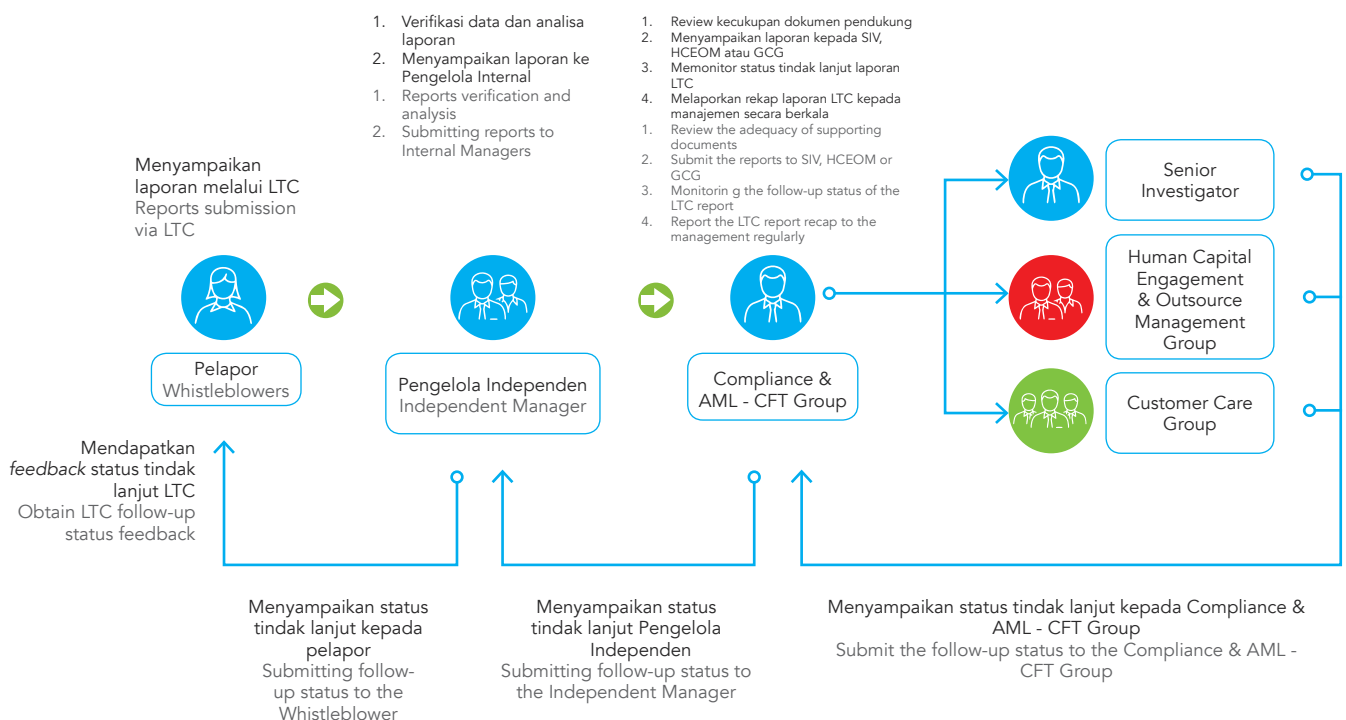 Menyampaikan
laporan melalui LTC
Reports submission
via LTC
Pelapor
Whistleblowers
1. Verifikasi data dan analisa
laporan
2. Menyampaikan laporan ke
Pengelola Internal
1. Reports verification and
analysis
2. Submitting reports to
Internal Managers
Pengelola Independen
Independent Manager
1. Review kecukupan dokumen pendukung
2. Menyampaikan laporan kepada SIV,
HCEOM atau GCG
3. Memonitor status tindak lanjut laporan
LTC
4. Melaporkan rekap laporan LTC kepada
manajemen secara berkala
1. Review the adequacy of supporting
documents
2. Submit the reports to SIV, HCEOM or
GCG
3. Monitorin g the follow-up status of the
LTC report
4. Report the LTC report recap to the
management regularly
Compliance &
AML - CFT Group
Senior
Investigator
Human Capital
Engagement
& Outsource
Management
Group
Customer Care
Group
Mendapatkan
feedback status tindak
lanjut LTC
Obtain LTC follow-up
status feedback
Menyampaikan status
tindak lanjut kepada
pelapor
Submitting follow-
up status to the
Whistleblower
Menyampaikan status
tindak lanjut Pengelola
Independen
Submitting follow-up status to
the Independent Manager
Menyampaikan status tindak lanjut kepada Compliance &
AML - CFT Group
Submit the follow-up status to the Compliance & AML -
CFT Group